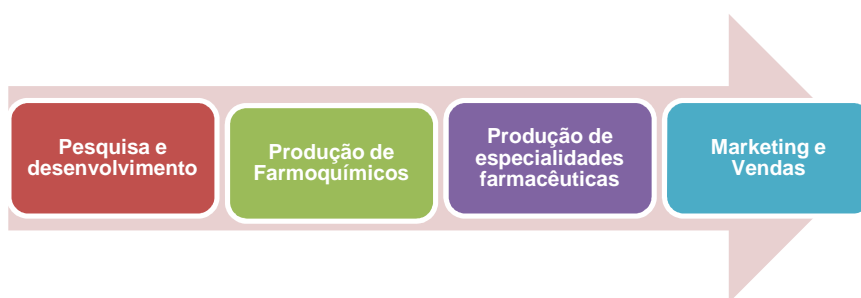 Pesquisa e
desenvolvimento
Produção de
Farmoquímicos
Produção de
especialidades
farmacêuticas
Marketing e
Vendas